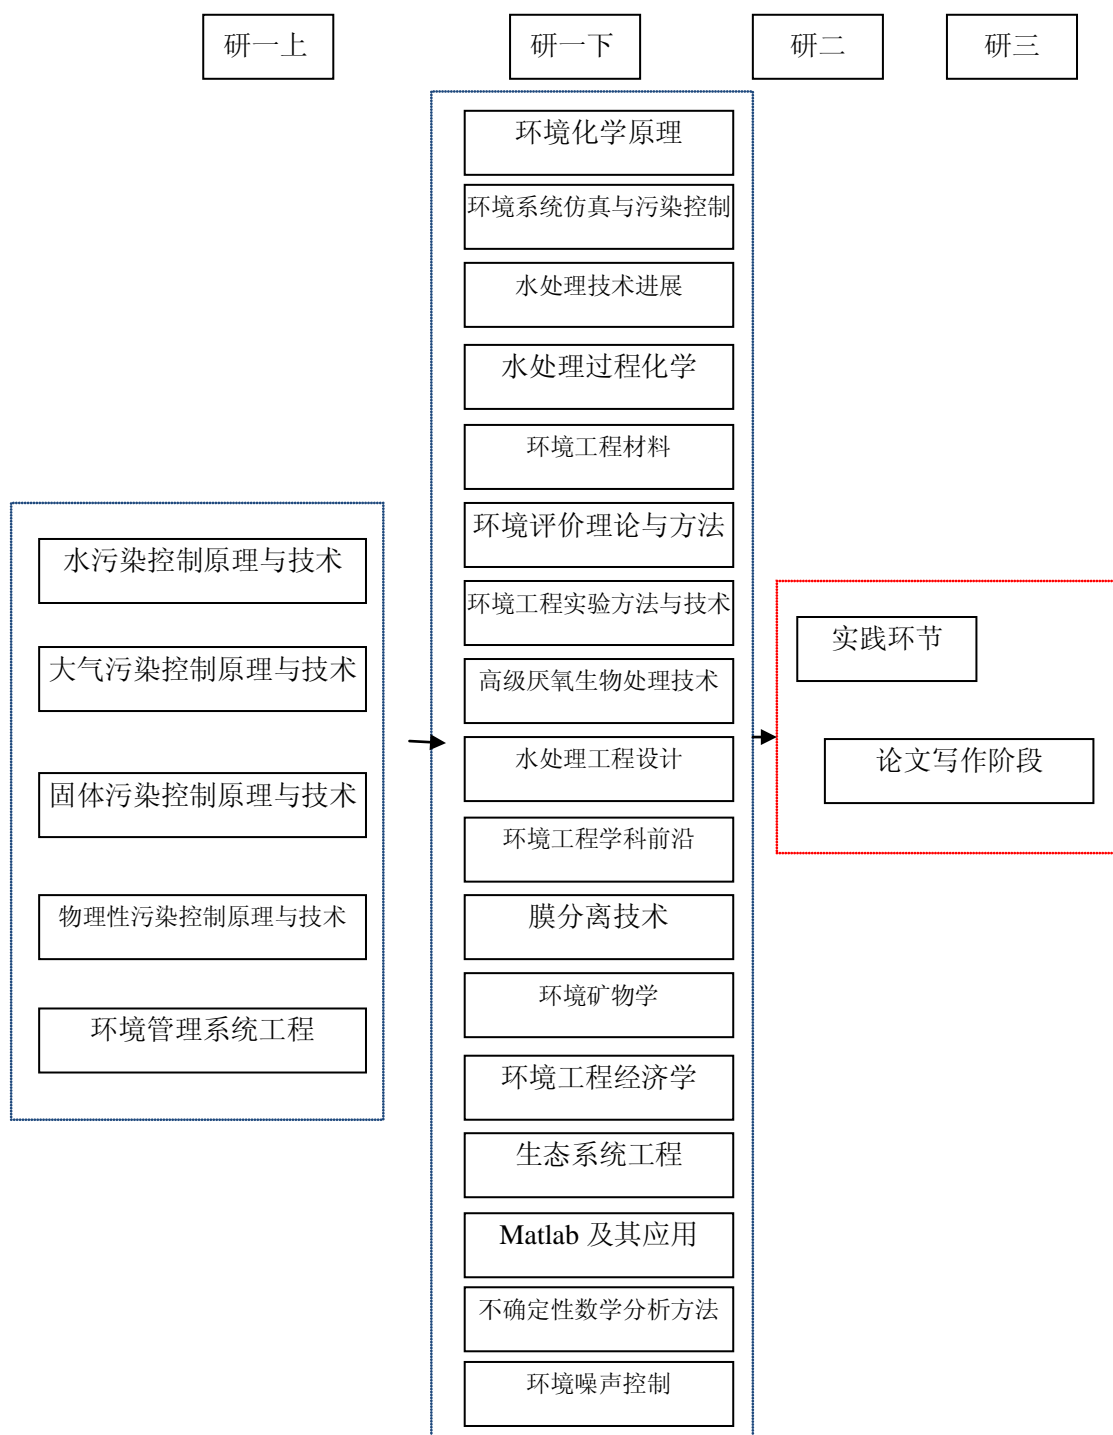 研一上
研一下
研二
研三
水污染控制原理与技术
大气污染控制原理与技术
固体污染控制原理与技术
物理性污染控制原理与技术
环境管理系统工程
环境化学原理
环境系统仿真与污染控制
水处理技术进展
水处理过程化学
环境工程材料
环境评价理论与方法
环境工程实验方法与技术
高级厌氧生物处理技术
水处理工程设计
环境工程学科前沿
膜分离技术
环境矿物学
环境工程经济学
生态系统工程
Matlab 及其应用
不确定性数学分析方法
环境噪声控制
实践环节
论文写作阶段